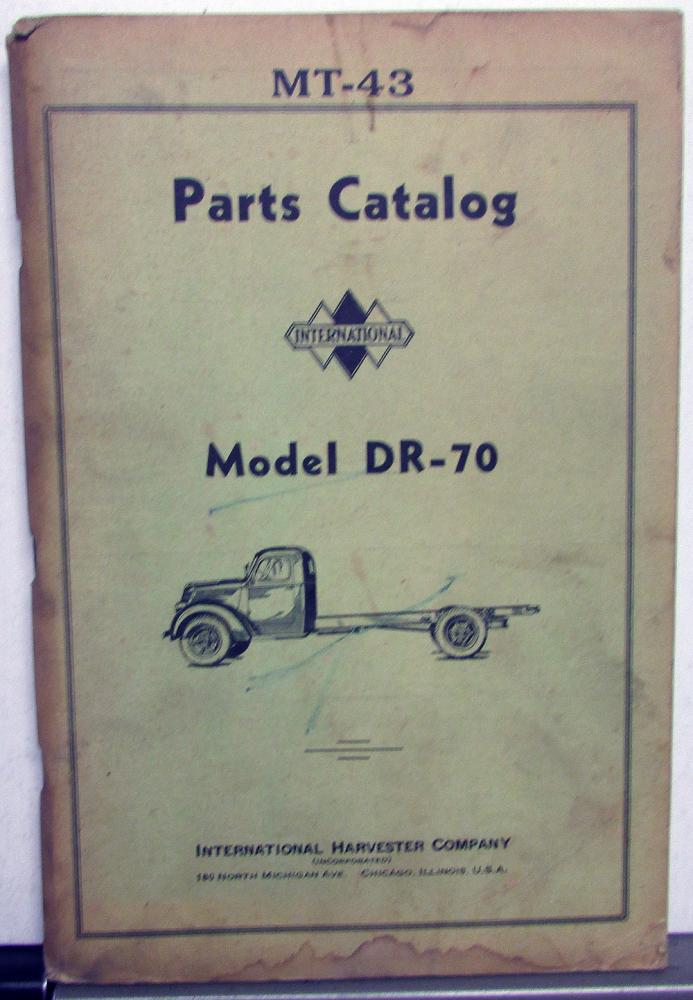 MT-43
Parts Catalog
INTERNATIONAL
Model DR-70
INTERNATIONAL HARVESTER COMPANY
(INCORPORATED)
180 NORTH MICHIGAN AVE. CHICAGO, ILLINOIS, U.S.A.